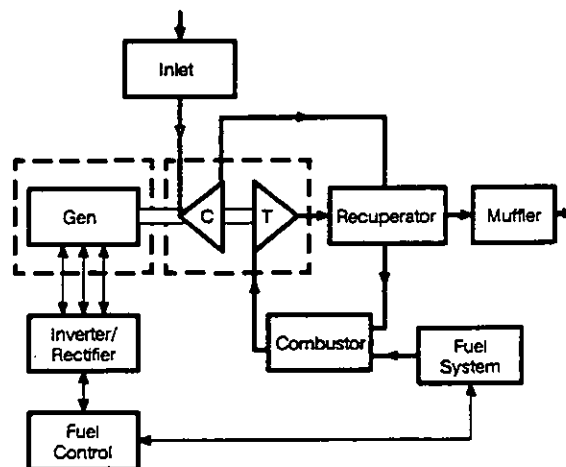 Inlet
Gen
C
T
Recuperator
Muffler
Inverter/
Rectifier
Combustor
Fuel
System
Fuel
Control